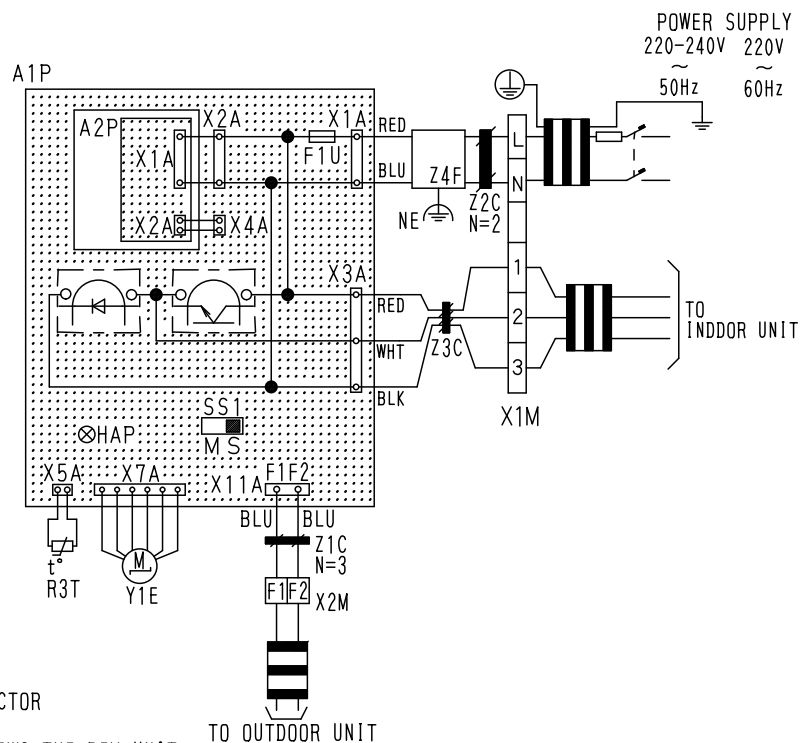 POWER SUPPLY
220-240V 220V
~ ~
50Hz 60Hz
A1P
A2P
X2A
X1A
RED
L
X1A
F1U
BLU
Z4F
N
Z2C
N=2
NE
X2A
X4A
X3A
1
RED
2
TO
INDDOR UNIT
WHT
Z3C
3
BLK
X1M
SS1
M S
HAP
X5A
X7A
X11A
F1F2
BLU
BLU
t°
R3T
M
Y1E
Z1C
N=3
F1
F2
X2M
CTOR
TO OUTDOOR UNIT